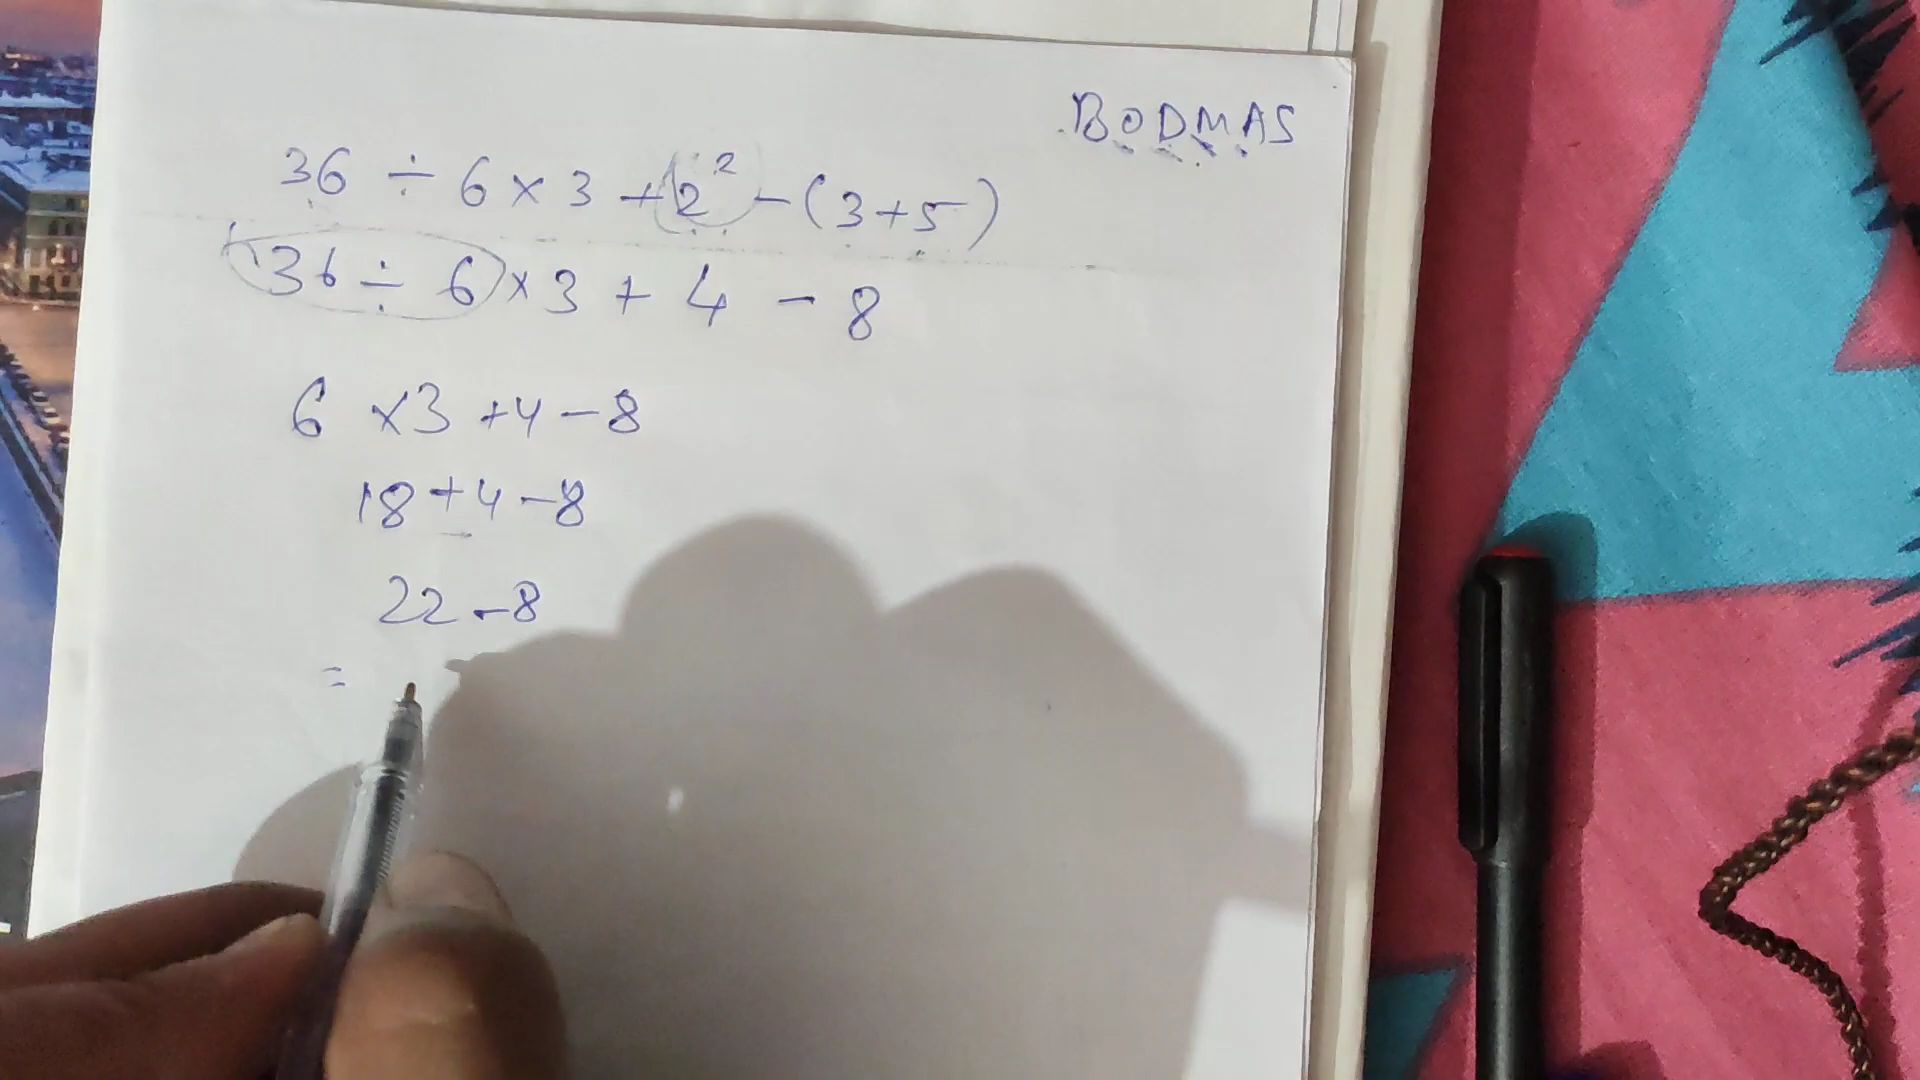 BODMAS
36 ÷ 6 × 3 + 2² - (3+5)
36 ÷ 6 × 3 + 4 - 8
6 × 3 + 4 - 8
18 + 4 - 8
22 - 8
=